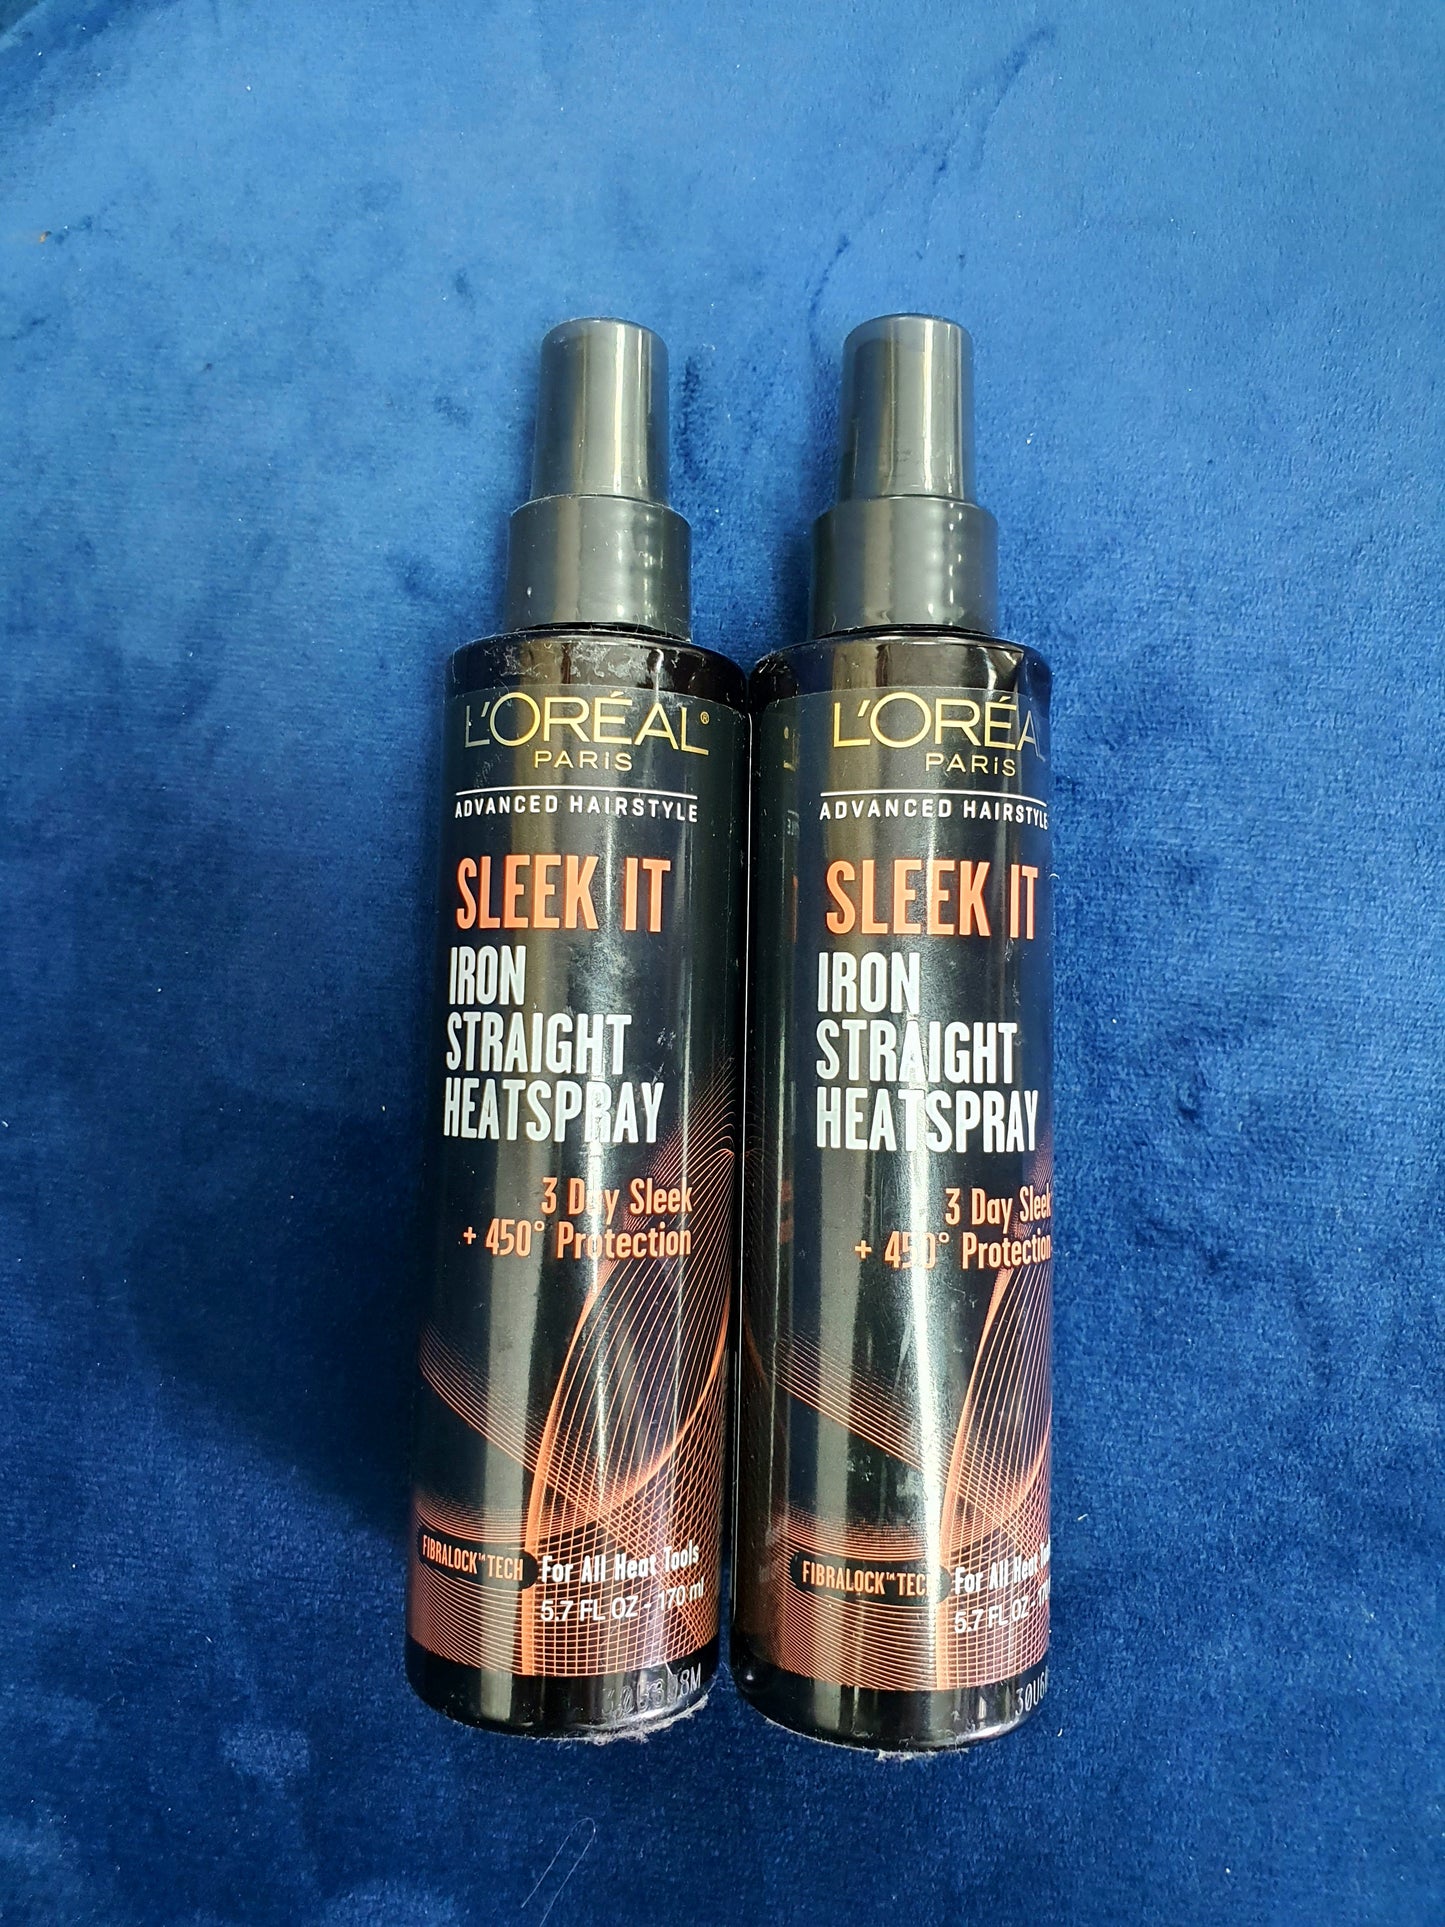 L'ORÉAL®
PARIS
ADVANCED HAIRSTYLE
SLEEK IT
IRON
STRAIGHT
HEATSPRAY
3 Day Sleek
+ 450° Protection
FIBRALOCK™ TECH
For All Heat Tools
5.7 FL OZ - 170 ml
L'ORÉAL
PARIS
ADVANCED HAIRSTYLE
SLEEK IT
IRON
STRAIGHT
HEATSPRAY
3 Day Sleek
+ 450° Protection
FIBRALOCK™ TECH
For All Heat
5.7 FL OZ -